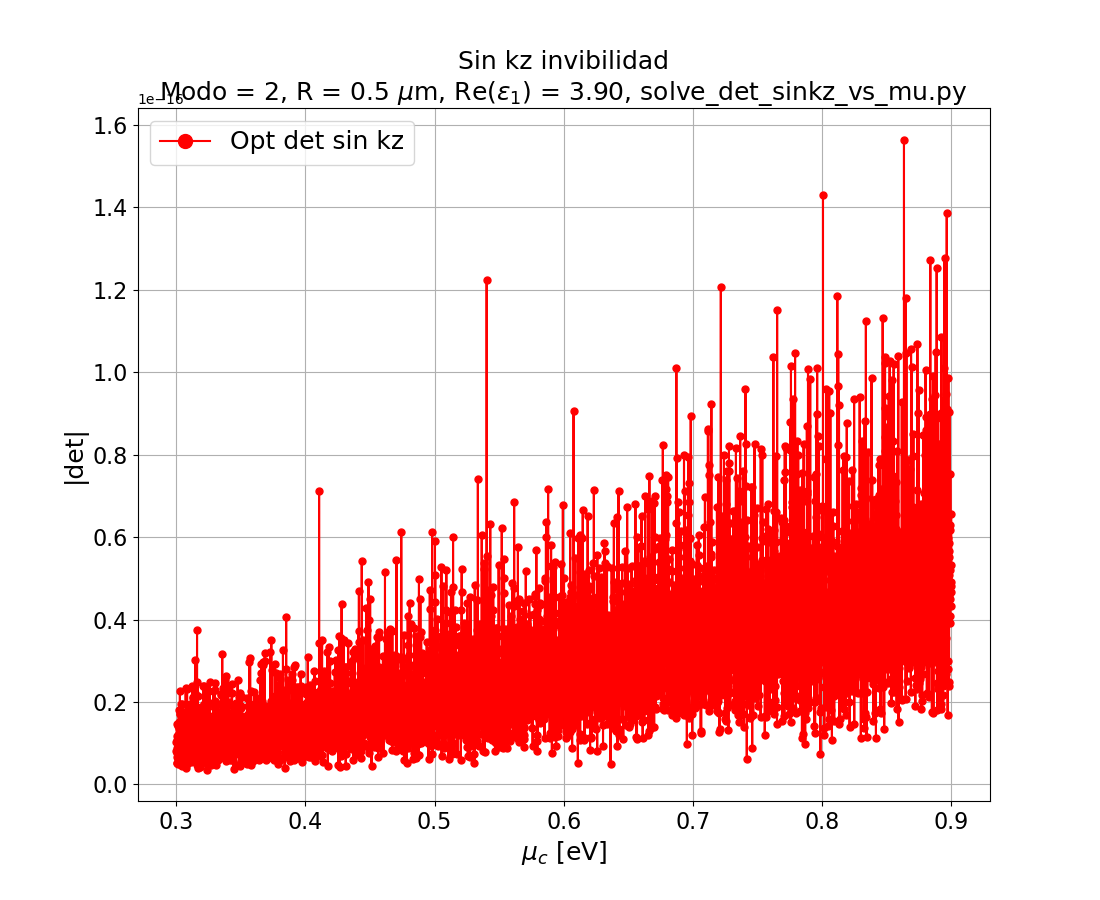 Sin kz invibilidad
Modo = 2, R = 0.5 μm, Re(ε₁) = 3.90, solve_det_sinkz_vs_mu.py
1e−16
Opt det sin kz
1.6
1.4
1.2
1.0
0.8
0.6
0.4
0.2
0.0
|det|
0.3 0.4 0.5 0.6 0.7 0.8 0.9
μc [eV]